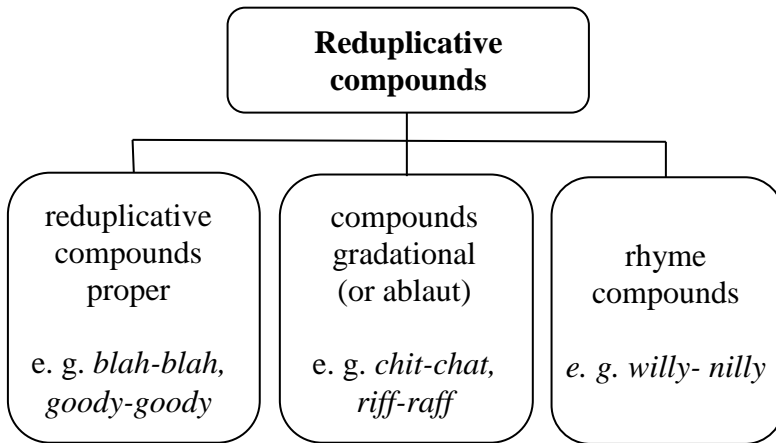 Reduplicative
compounds
reduplicative
compounds
proper
e. g. blah-blah,
goody-goody
compounds
gradational
(or ablaut)
e. g. chit-chat,
riff-raff
rhyme
compounds
e. g. willy- nilly